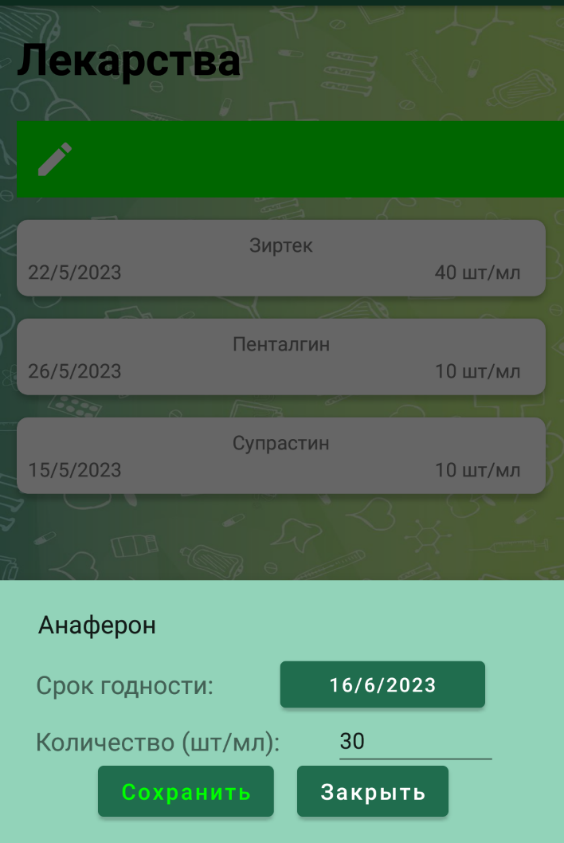 Лекарства
Зиртек
22/5/2023 40 шт/мл
Пенталгин
26/5/2023 10 шт/мл
Супрастин
15/5/2023 10 шт/мл
Анаферон
Срок годности: 16/6/2023
Количество (шт/мл): 30
Сохранить Закрыть